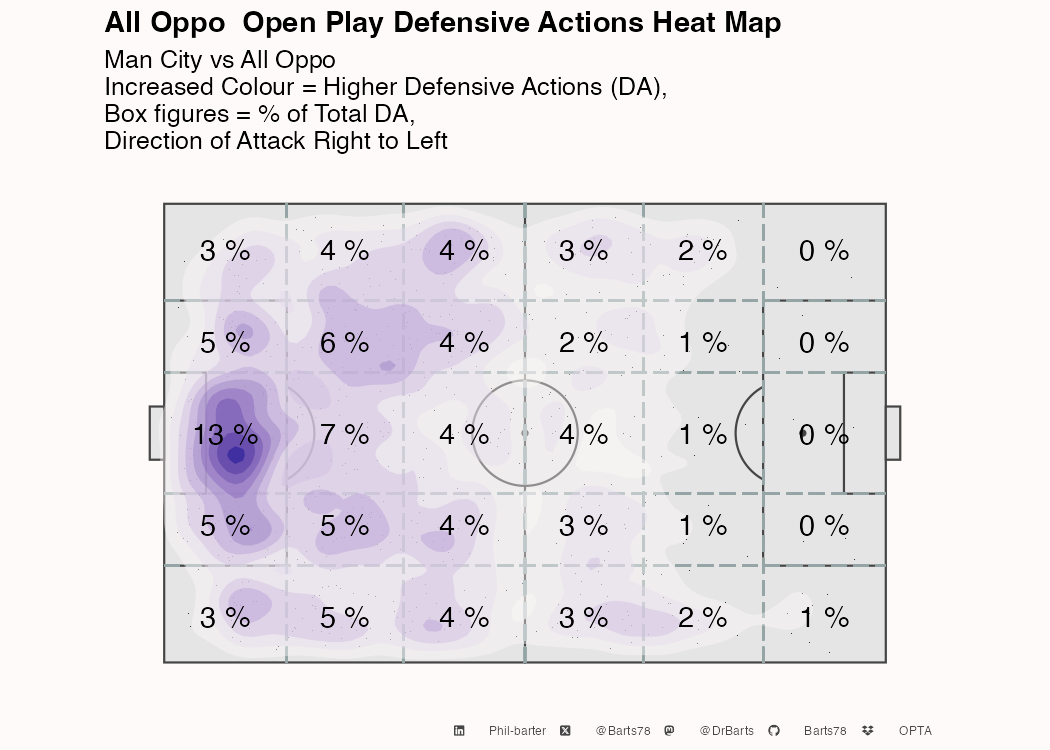 All Oppo  Open Play Defensive Actions Heat Map
Man City vs All Oppo
Increased Colour = Higher Defensive Actions (DA),
Box figures = % of Total DA,
Direction of Attack Right to Left
3 % 4 % 4 % 3 % 2 % 0 %
5 % 6 % 4 % 2 % 1 % 0 %
13 % 7 % 4 % 4 % 1 % 0 %
5 % 5 % 4 % 3 % 1 % 0 %
3 % 5 % 4 % 3 % 2 % 1 %
Phil-barter @Barts78 @DrBarts Barts78 OPTA